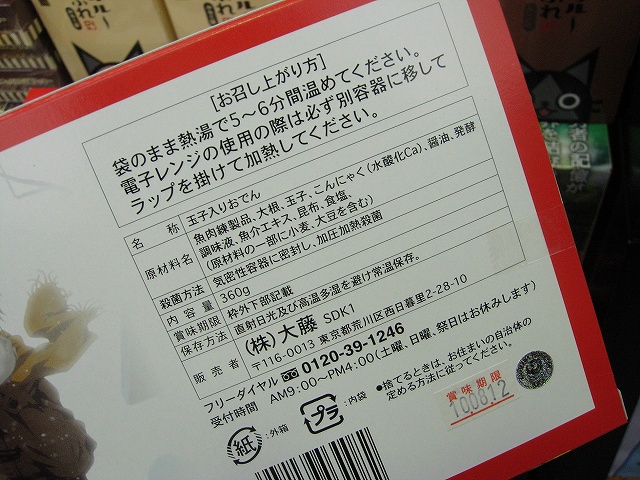 [お召し上がり方]
袋のまま熱湯で5～6分間温めてください。
電子レンジの使用の際は必ず別容器に移して
ラップを掛けて加熱してください。
名　称 玉子入りおでん
原材料名 魚肉練製品、大根、玉子、こんにゃく(水酸化Ca)、醤油、発酵
調味液、魚介エキス、昆布、食塩、
(原材料の一部に小麦、大豆を含む)
殺菌方法 気密性容器に密封し、加圧加熱殺菌
内容量 360g
賞味期限 枠外下部記載
保存方法 直射日光及び高温多湿を避け常温保存。
販売者 (株)大藤 SDK1
〒116-0013 東京都荒川区西日暮里2-28-10
フリーダイヤル 0120-39-1246
受付時間 AM9:00～PM4:00(土曜、日曜、祭日はお休みします)
紙 :外箱
プラ :内袋
●捨てるときは、お住まいの自治体の
定める方法に従ってください。
賞味期限
100812